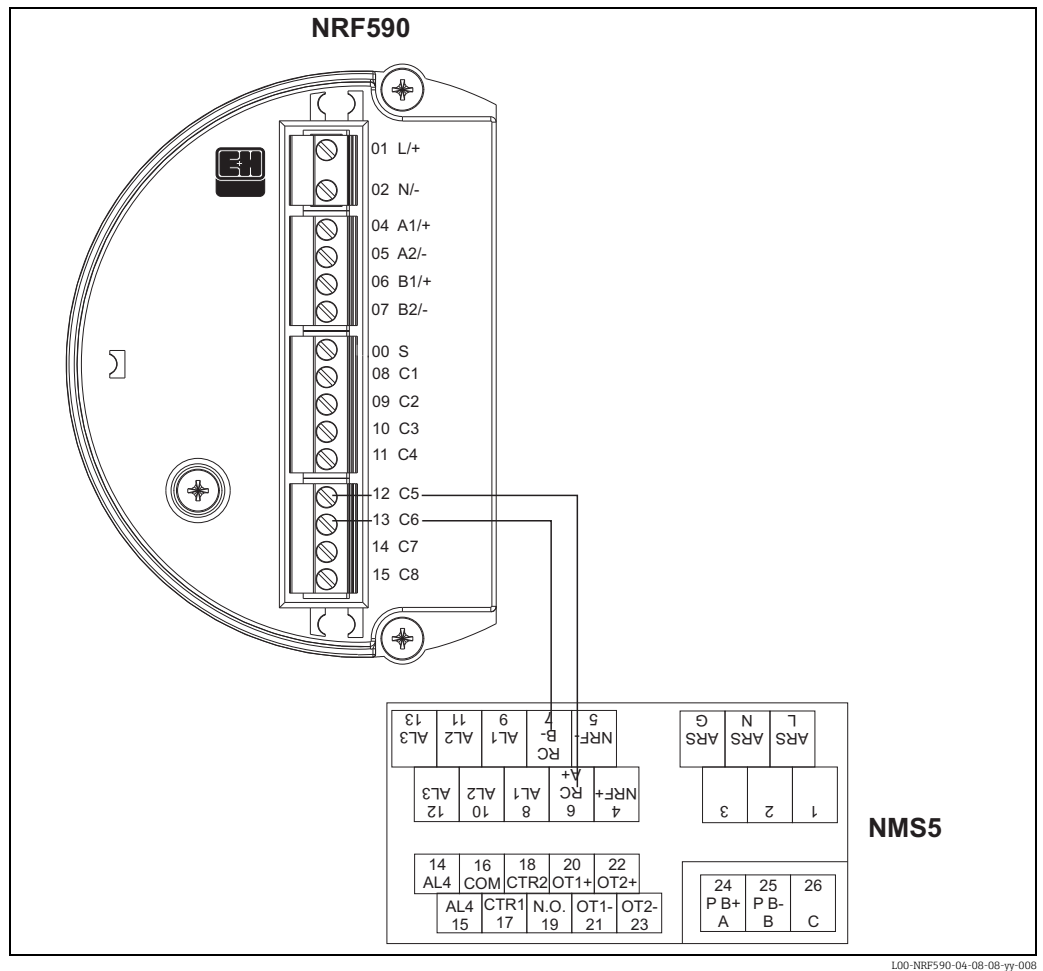 NRF590
E+H
01 L/+
02 N/-
04 A1/+
05 A2/-
06 B1/+
07 B2/-
00 S
08 C1
09 C2
10 C3
11 C4
12 C5
13 C6
14 C7
15 C8
13 AL3
11 AL2
9 AL1
7 RC B-
5 NRF-
G ARS
N ARS
L ARS
12 AL3
10 AL2
8 AL1
6 RC A+
4 NRF+
3
2
1
NMS5
14 AL4
16 COM
18 CTR2
20 OT1+
22 OT2+
AL4 15
CTR1 17
N.O. 19
OT1- 21
OT2- 23
24 P B+ A
25 P B- B
26 C
L00-NRF590-04-08-08-yy-008